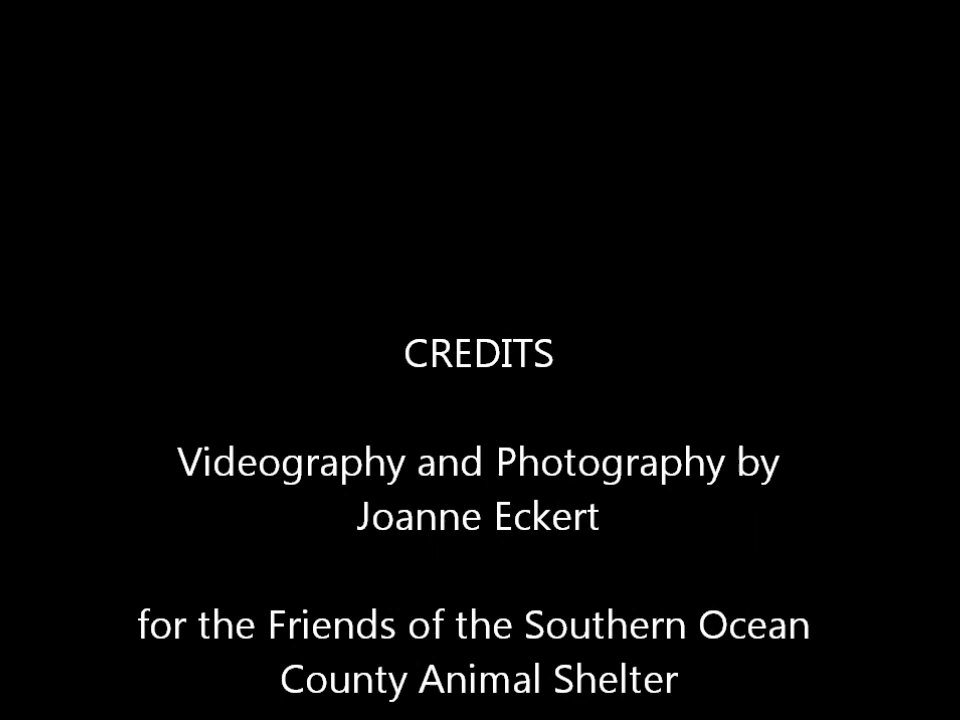 CREDITS
Videography and Photography by
Joanne Eckert
for the Friends of the Southern Ocean
County Animal Shelter